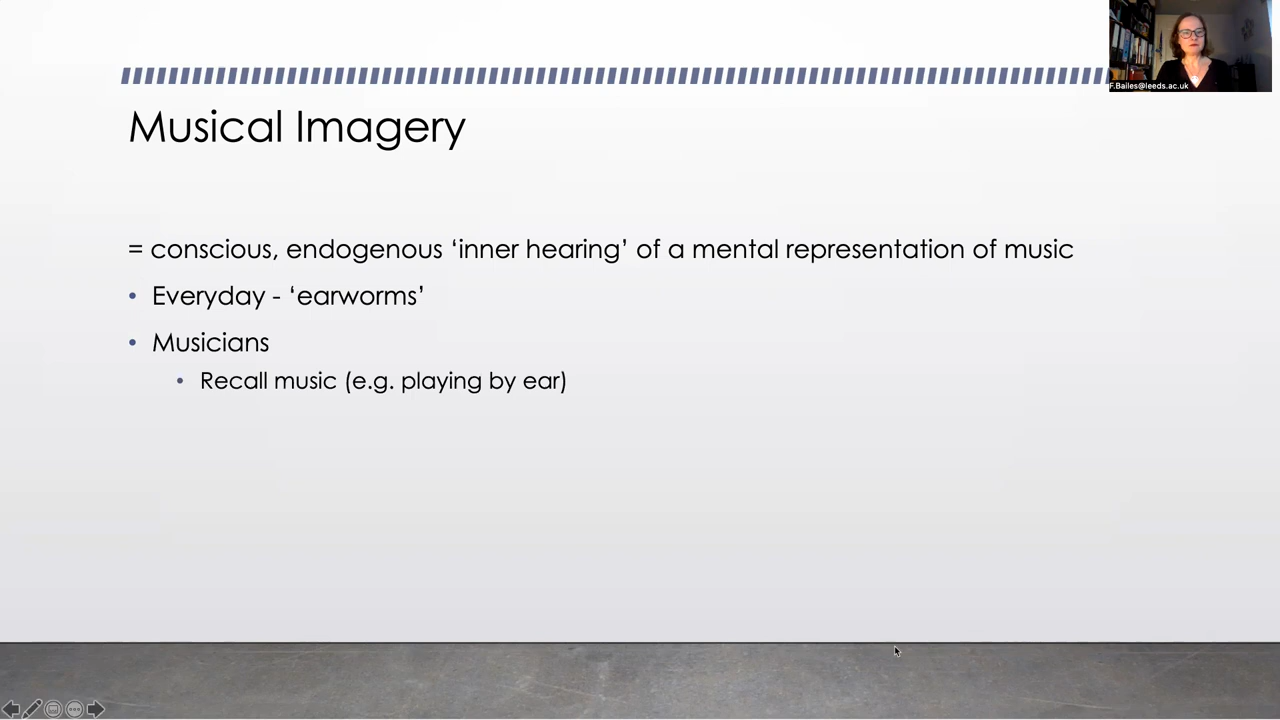 F.Bailes@leeds.ac.uk
Musical Imagery
= conscious, endogenous ‘inner hearing’ of a mental representation of music
• Everyday - ‘earworms’
• Musicians
• Recall music (e.g. playing by ear)